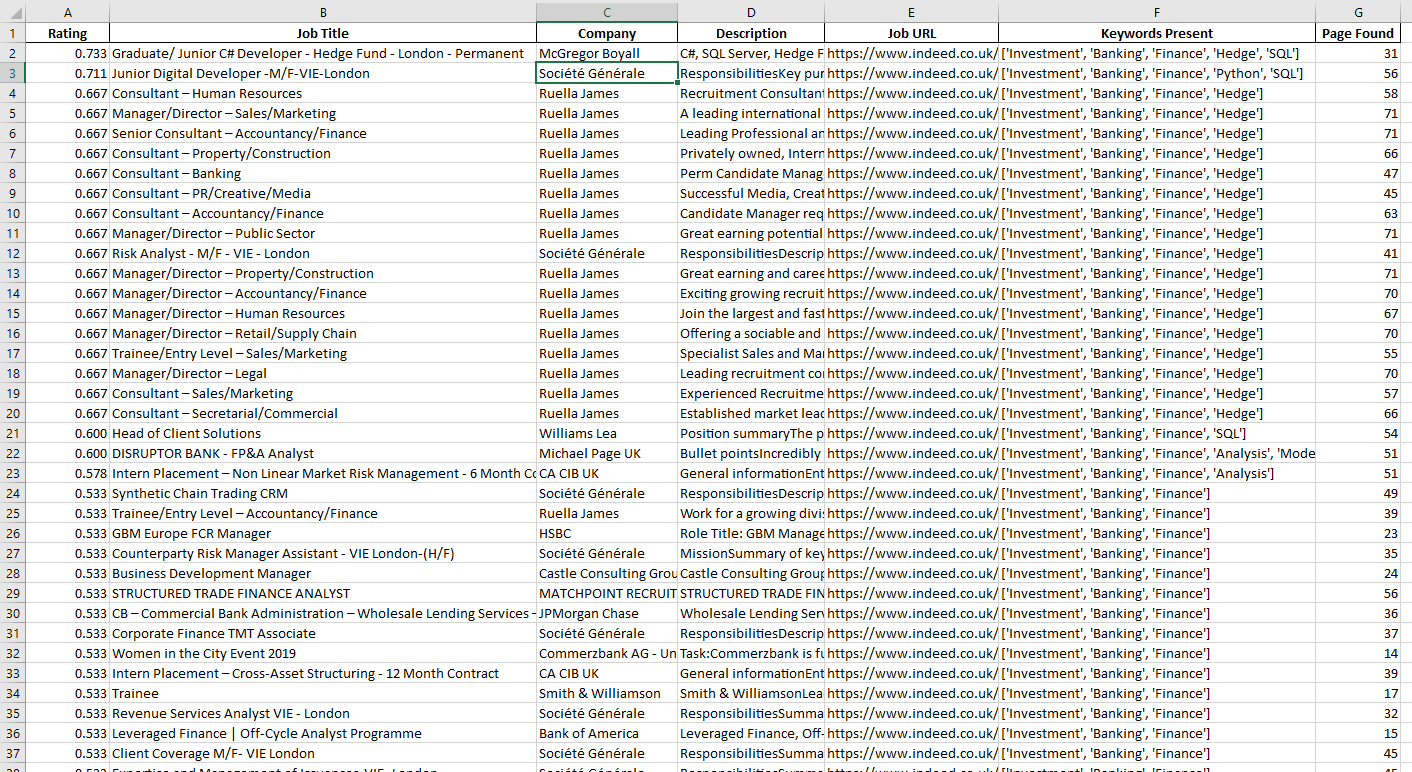 A B C D E F G
1 Rating Job Title Company Description Job URL Keywords Present Page Found
2 0.733 Graduate/ Junior C# Developer - Hedge Fund - London - Permanent McGregor Boyall C#, SQL Server, Hedge F https://www.indeed.co.uk/ ['Investment', 'Banking', 'Finance', 'Hedge', 'SQL'] 31
3 0.711 Junior Digital Developer -M/F-VIE-London Société Générale ResponsibilitiesKey pur https://www.indeed.co.uk/ ['Investment', 'Banking', 'Finance', 'Python', 'SQL'] 56
4 0.667 Consultant – Human Resources Ruella James Recruitment Consultant https://www.indeed.co.uk/ ['Investment', 'Banking', 'Finance', 'Hedge'] 58
5 0.667 Manager/Director – Sales/Marketing Ruella James A leading international https://www.indeed.co.uk/ ['Investment', 'Banking', 'Finance', 'Hedge'] 71
6 0.667 Senior Consultant – Accountancy/Finance Ruella James Leading Professional an https://www.indeed.co.uk/ ['Investment', 'Banking', 'Finance', 'Hedge'] 71
7 0.667 Consultant – Property/Construction Ruella James Privately owned, Intern https://www.indeed.co.uk/ ['Investment', 'Banking', 'Finance', 'Hedge'] 66
8 0.667 Consultant – Banking Ruella James Perm Candidate Manag https://www.indeed.co.uk/ ['Investment', 'Banking', 'Finance', 'Hedge'] 47
9 0.667 Consultant – PR/Creative/Media Ruella James Successful Media, Creat https://www.indeed.co.uk/ ['Investment', 'Banking', 'Finance', 'Hedge'] 45
10 0.667 Consultant – Accountancy/Finance Ruella James Candidate Manager req https://www.indeed.co.uk/ ['Investment', 'Banking', 'Finance', 'Hedge'] 63
11 0.667 Manager/Director – Public Sector Ruella James Great earning potential https://www.indeed.co.uk/ ['Investment', 'Banking', 'Finance', 'Hedge'] 71
12 0.667 Risk Analyst - M/F - VIE - London Société Générale ResponsibilitiesDescrip https://www.indeed.co.uk/ ['Investment', 'Banking', 'Finance', 'Hedge'] 41
13 0.667 Manager/Director – Property/Construction Ruella James Great earning and caree https://www.indeed.co.uk/ ['Investment', 'Banking', 'Finance', 'Hedge'] 71
14 0.667 Manager/Director – Accountancy/Finance Ruella James Exciting growing recruit https://www.indeed.co.uk/ ['Investment', 'Banking', 'Finance', 'Hedge'] 70
15 0.667 Manager/Director – Human Resources Ruella James Join the largest and fast https://www.indeed.co.uk/ ['Investment', 'Banking', 'Finance', 'Hedge'] 67
16 0.667 Manager/Director – Retail/Supply Chain Ruella James Offering a sociable and https://www.indeed.co.uk/ ['Investment', 'Banking', 'Finance', 'Hedge'] 70
17 0.667 Trainee/Entry Level – Sales/Marketing Ruella James Specialist Sales and Mar https://www.indeed.co.uk/ ['Investment', 'Banking', 'Finance', 'Hedge'] 55
18 0.667 Manager/Director – Legal Ruella James Leading recruitment co https://www.indeed.co.uk/ ['Investment', 'Banking', 'Finance', 'Hedge'] 70
19 0.667 Consultant – Sales/Marketing Ruella James Experienced Recruitme https://www.indeed.co.uk/ ['Investment', 'Banking', 'Finance', 'Hedge'] 57
20 0.667 Consultant – Secretarial/Commercial Ruella James Established market lead https://www.indeed.co.uk/ ['Investment', 'Banking', 'Finance', 'Hedge'] 66
21 0.600 Head of Client Solutions Williams Lea Position summaryThe p https://www.indeed.co.uk/ ['Investment', 'Banking', 'Finance', 'SQL'] 54
22 0.600 DISRUPTOR BANK - FP&A Analyst Michael Page UK Bullet pointsIncredibly https://www.indeed.co.uk/ ['Investment', 'Banking', 'Finance', 'Analysis', 'Mode 51
23 0.578 Intern Placement – Non Linear Market Risk Management - 6 Month Co CA CIB UK General informationEnt https://www.indeed.co.uk/ ['Investment', 'Banking', 'Finance', 'Analysis'] 51
24 0.533 Synthetic Chain Trading CRM Société Générale ResponsibilitiesDescrip https://www.indeed.co.uk/ ['Investment', 'Banking', 'Finance'] 49
25 0.533 Trainee/Entry Level – Accountancy/Finance Ruella James Work for a growing divis https://www.indeed.co.uk/ ['Investment', 'Banking', 'Finance'] 39
26 0.533 GBM Europe FCR Manager HSBC Role Title: GBM Manage https://www.indeed.co.uk/ ['Investment', 'Banking', 'Finance'] 23
27 0.533 Counterparty Risk Manager Assistant - VIE London-(H/F) Société Générale MissionSummary of key https://www.indeed.co.uk/ ['Investment', 'Banking', 'Finance'] 35
28 0.533 Business Development Manager Castle Consulting Grou Castle Consulting Group https://www.indeed.co.uk/ ['Investment', 'Banking', 'Finance'] 24
29 0.533 STRUCTURED TRADE FINANCE ANALYST MATCHPOINT RECRUIT STRUCTURED TRADE FIN https://www.indeed.co.uk/ ['Investment', 'Banking', 'Finance'] 56
30 0.533 CB – Commercial Bank Administration – Wholesale Lending Services - JPMorgan Chase Wholesale Lending Serv https://www.indeed.co.uk/ ['Investment', 'Banking', 'Finance'] 36
31 0.533 Corporate Finance TMT Associate Société Générale ResponsibilitiesDescrip https://www.indeed.co.uk/ ['Investment', 'Banking', 'Finance'] 37
32 0.533 Women in the City Event 2019 Commerzbank AG - Un Task:Commerzbank is fu https://www.indeed.co.uk/ ['Investment', 'Banking', 'Finance'] 14
33 0.533 Intern Placement – Cross-Asset Structuring - 12 Month Contract CA CIB UK General informationEnt https://www.indeed.co.uk/ ['Investment', 'Banking', 'Finance'] 39
34 0.533 Trainee Smith & Williamson Smith & WilliamsonLea https://www.indeed.co.uk/ ['Investment', 'Banking', 'Finance'] 17
35 0.533 Revenue Services Analyst VIE - London Société Générale ResponsibilitiesSumma https://www.indeed.co.uk/ ['Investment', 'Banking', 'Finance'] 32
36 0.533 Leveraged Finance | Off-Cycle Analyst Programme Bank of America Leveraged Finance, Off- https://www.indeed.co.uk/ ['Investment', 'Banking', 'Finance'] 15
37 0.533 Client Coverage M/F- VIE London Société Générale ResponsibilitiesSumma https://www.indeed.co.uk/ ['Investment', 'Banking', 'Finance'] 45